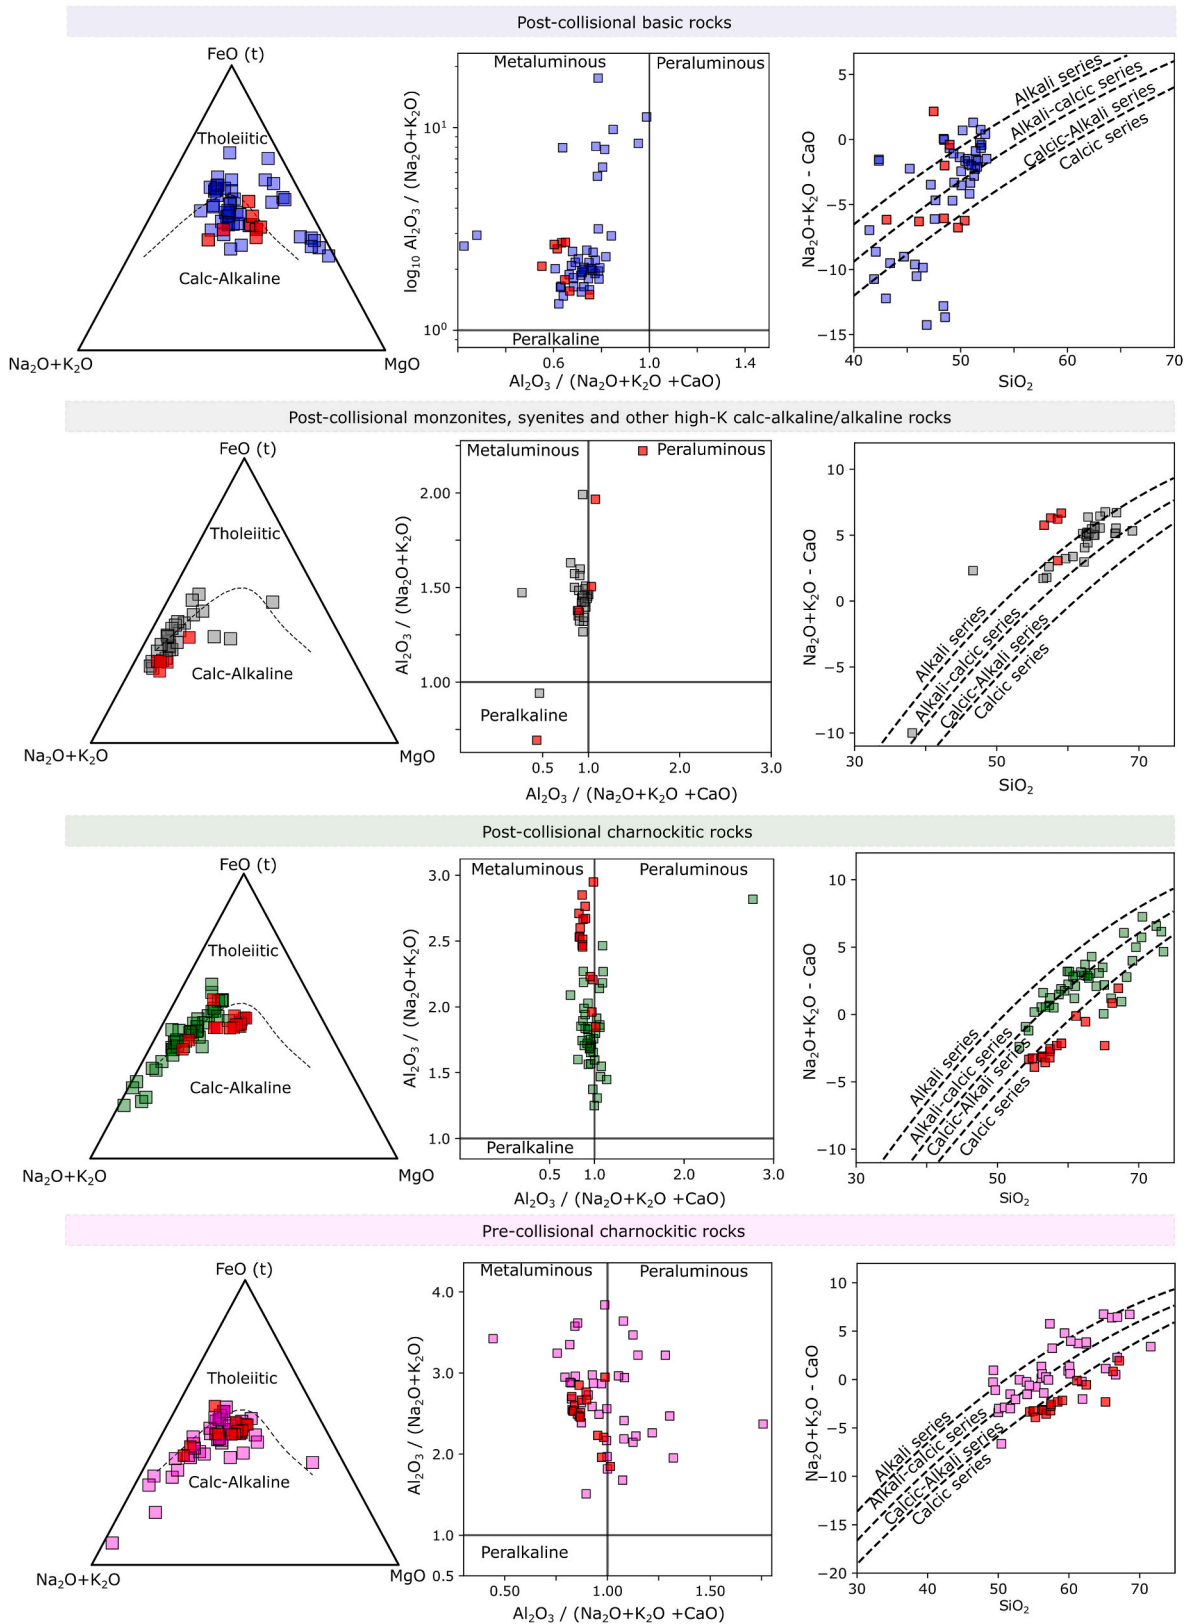 Post-collisional basic rocks
FeO (t)
Tholeiitic
Calc-Alkaline
Na₂O+K₂O
MgO
Metaluminous
Peraluminous
Peralkaline
log₁₀ Al₂O₃ / (Na₂O+K₂O)
10¹
10⁰
0.6
1.0
1.4
Al₂O₃ / (Na₂O+K₂O +CaO)
Na₂O+K₂O - CaO
5
0
−5
−10
−15
Alkali series
Alkali-calcic series
Calcic-Alkali series
Calcic series
40
50
60
70
SiO₂
Post-collisional monzonites, syenites and other high-K calc-alkaline/alkaline rocks
FeO (t)
Tholeiitic
Calc-Alkaline
Na₂O+K₂O
MgO
Metaluminous
Peraluminous
Peralkaline
Al₂O₃ / (Na₂O+K₂O)
2.00
1.50
1.00
0.5
1.0
2.0
3.0
Al₂O₃ / (Na₂O+K₂O +CaO)
Na₂O+K₂O - CaO
10
5
0
−5
−10
Alkali series
Alkali-calcic series
Calcic-Alkali series
Calcic series
30
50
70
SiO₂
Post-collisional charnockitic rocks
FeO (t)
Tholeiitic
Calc-Alkaline
Na₂O+K₂O
MgO
Metaluminous
Peraluminous
Peralkaline
Al₂O₃ / (Na₂O+K₂O)
3.0
2.5
2.0
1.5
1.0
0.5
1.0
2.0
3.0
Al₂O₃ / (Na₂O+K₂O +CaO)
Na₂O+K₂O - CaO
10
5
0
−5
−10
Alkali series
Alkali-calcic series
Calcic-Alkali series
Calcic series
30
40
50
60
70
SiO₂
Pre-collisional charnockitic rocks
FeO (t)
Tholeiitic
Calc-Alkaline
Na₂O+K₂O
MgO
Metaluminous
Peraluminous
Peralkaline
Al₂O₃ / (Na₂O+K₂O)
4.0
3.0
2.0
1.0
0.5
0.50
1.00
1.50
Al₂O₃ / (Na₂O+K₂O +CaO)
Na₂O+K₂O - CaO
10
5
0
−5
−10
−15
−20
Alkali series
Alkali-calcic series
Calcic-Alkali series
Calcic series
30
40
50
60
70
SiO₂